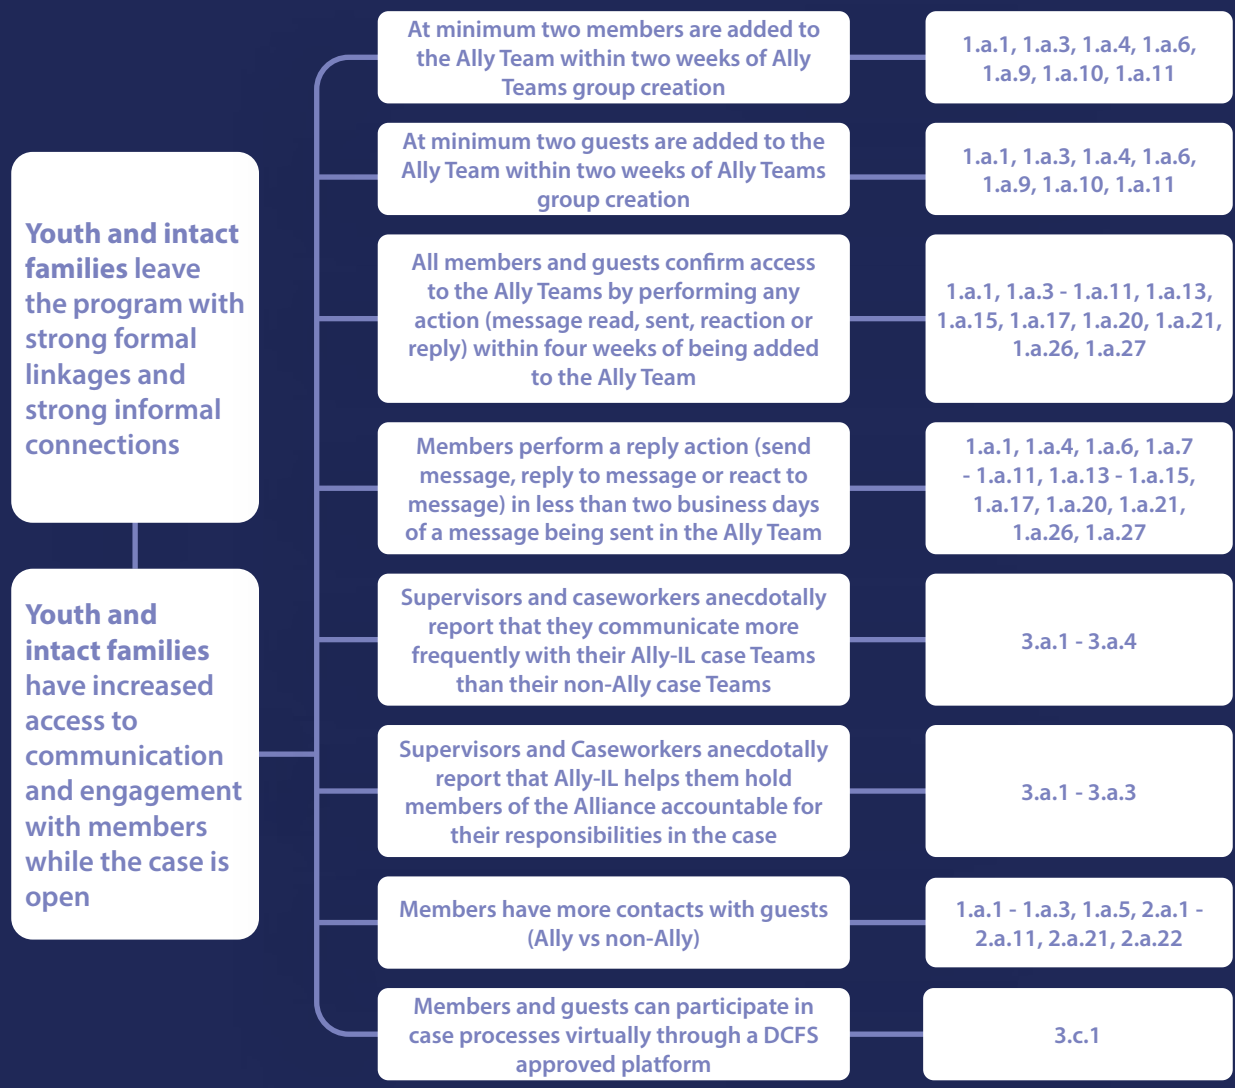 Youth and intact
families leave
the program with
strong formal
linkages and
strong informal
connections
Youth and
intact families
have increased
access to
communication
and engagement
with members
while the case is
open
At minimum two members are added to
the Ally Team within two weeks of Ally
Teams group creation
1.a.1, 1.a.3, 1.a.4, 1.a.6,
1.a.9, 1.a.10, 1.a.11
At minimum two guests are added to the
Ally Team within two weeks of Ally Teams
group creation
1.a.1, 1.a.3, 1.a.4, 1.a.6,
1.a.9, 1.a.10, 1.a.11
All members and guests confirm access
to the Ally Teams by performing any
action (message read, sent, reaction or
reply) within four weeks of being added
to the Ally Team
1.a.1, 1.a.3 - 1.a.11, 1.a.13,
1.a.15, 1.a.17, 1.a.20, 1.a.21,
1.a.26, 1.a.27
Members perform a reply action (send
message, reply to message or react to
message) in less than two business days
of a message being sent in the Ally Team
1.a.1, 1.a.4, 1.a.6, 1.a.7
- 1.a.11, 1.a.13 - 1.a.15,
1.a.17, 1.a.20, 1.a.21,
1.a.26, 1.a.27
Supervisors and caseworkers anecdotally
report that they communicate more
frequently with their Ally-IL case Teams
than their non-Ally case Teams
3.a.1 - 3.a.4
Supervisors and Caseworkers anecdotally
report that Ally-IL helps them hold
members of the Alliance accountable for
their responsibilities in the case
3.a.1 - 3.a.3
Members have more contacts with guests
(Ally vs non-Ally)
1.a.1 - 1.a.3, 1.a.5, 2.a.1 -
2.a.11, 2.a.21, 2.a.22
Members and guests can participate in
case processes virtually through a DCFS
approved platform
3.c.1